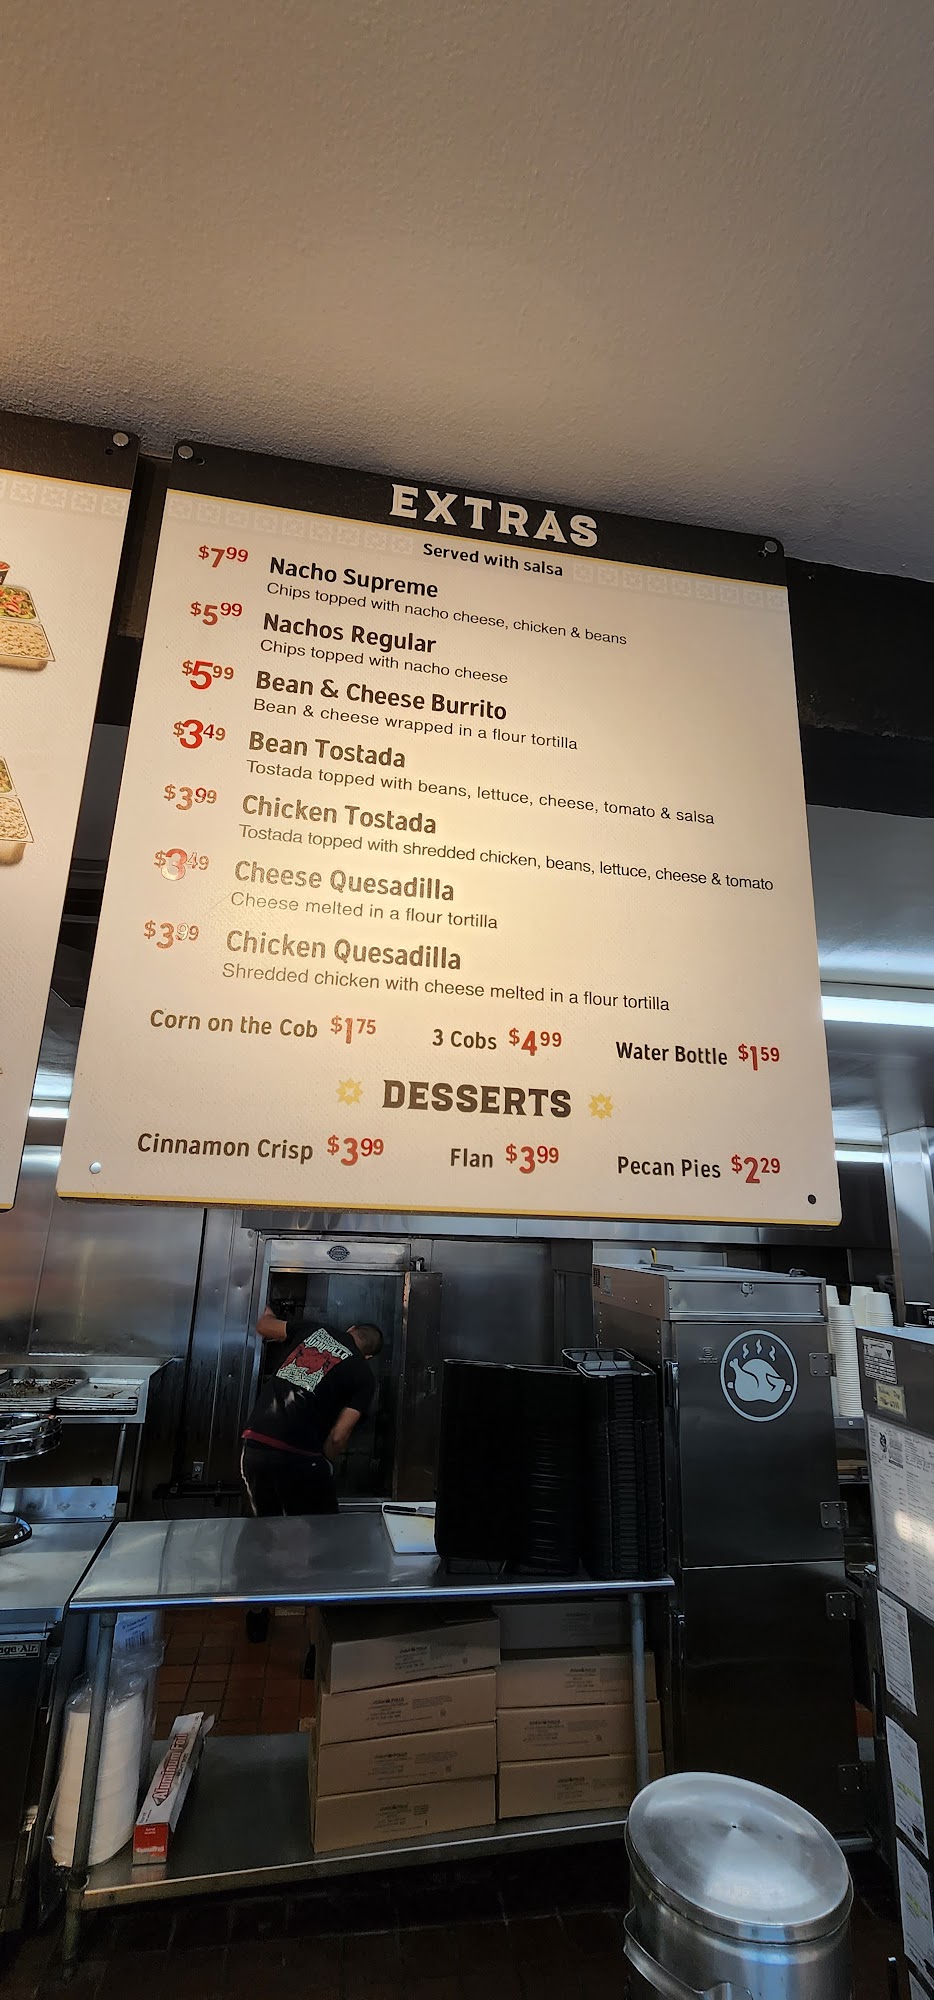 EXTRAS
Served with salsa
$7.99 Nacho Supreme
Chips topped with nacho cheese, chicken & beans
$5.99 Nachos Regular
Chips topped with nacho cheese
$5.99 Bean & Cheese Burrito
Bean & cheese wrapped in a flour tortilla
$3.49 Bean Tostada
Tostada topped with beans, lettuce, cheese, tomato & salsa
$3.99 Chicken Tostada
Tostada topped with shredded chicken, beans, lettuce, cheese & tomato
$3.49 Cheese Quesadilla
Cheese melted in a flour tortilla
$3.99 Chicken Quesadilla
Shredded chicken with cheese melted in a flour tortilla
Corn on the Cob $1.75 3 Cobs $4.99 Water Bottle $1.59
DESSERTS
Cinnamon Crisp $3.99 Flan $3.99 Pecan Pies $2.29
Aluminum Foil